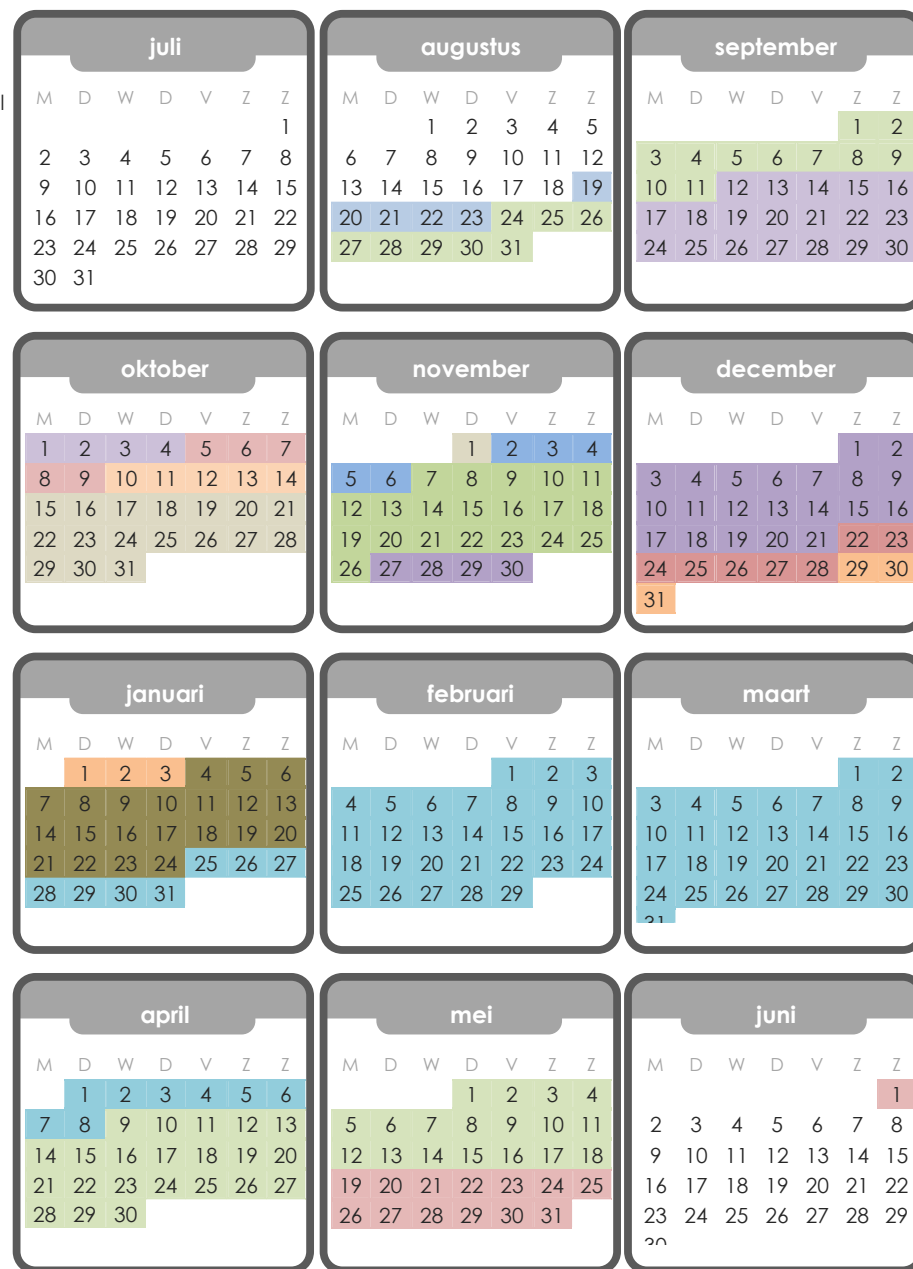 juli augustus september
l M D W D V Z Z M D W D V Z Z M D W D V Z Z
1 1 2 3 4 5 1 2
2 3 4 5 6 7 8 6 7 8 9 10 11 12 3 4 5 6 7 8 9
9 10 11 12 13 14 15 13 14 15 16 17 18 19 10 11 12 13 14 15 16
16 17 18 19 20 21 22 20 21 22 23 24 25 26 17 18 19 20 21 22 23
23 24 25 26 27 28 29 27 28 29 30 31 24 25 26 27 28 29 30
30 31
oktober november december
M D W D V Z Z M D W D V Z Z M D W D V Z Z
1 2 3 4 5 6 7 1 2 3 4 1 2
8 9 10 11 12 13 14 5 6 7 8 9 10 11 3 4 5 6 7 8 9
15 16 17 18 19 20 21 12 13 14 15 16 17 18 10 11 12 13 14 15 16
22 23 24 25 26 27 28 19 20 21 22 23 24 25 17 18 19 20 21 22 23
29 30 31 26 27 28 29 30 24 25 26 27 28 29 30
31
januari februari maart
M D W D V Z Z M D W D V Z Z M D W D V Z Z
1 2 3 4 5 6 1 2 3 1 2
7 8 9 10 11 12 13 4 5 6 7 8 9 10 3 4 5 6 7 8 9
14 15 16 17 18 19 20 11 12 13 14 15 16 17 10 11 12 13 14 15 16
21 22 23 24 25 26 27 18 19 20 21 22 23 24 17 18 19 20 21 22 23
28 29 30 31 25 26 27 28 29 24 25 26 27 28 29 30
31
april mei juni
M D W D V Z Z M D W D V Z Z M D W D V Z Z
1 2 3 4 5 6 1 2 3 4 1
7 8 9 10 11 12 13 5 6 7 8 9 10 11 2 3 4 5 6 7 8
14 15 16 17 18 19 20 12 13 14 15 16 17 18 9 10 11 12 13 14 15
21 22 23 24 25 26 27 19 20 21 22 23 24 25 16 17 18 19 20 21 22
28 29 30 26 27 28 29 30 31 23 24 25 26 27 28 29
30